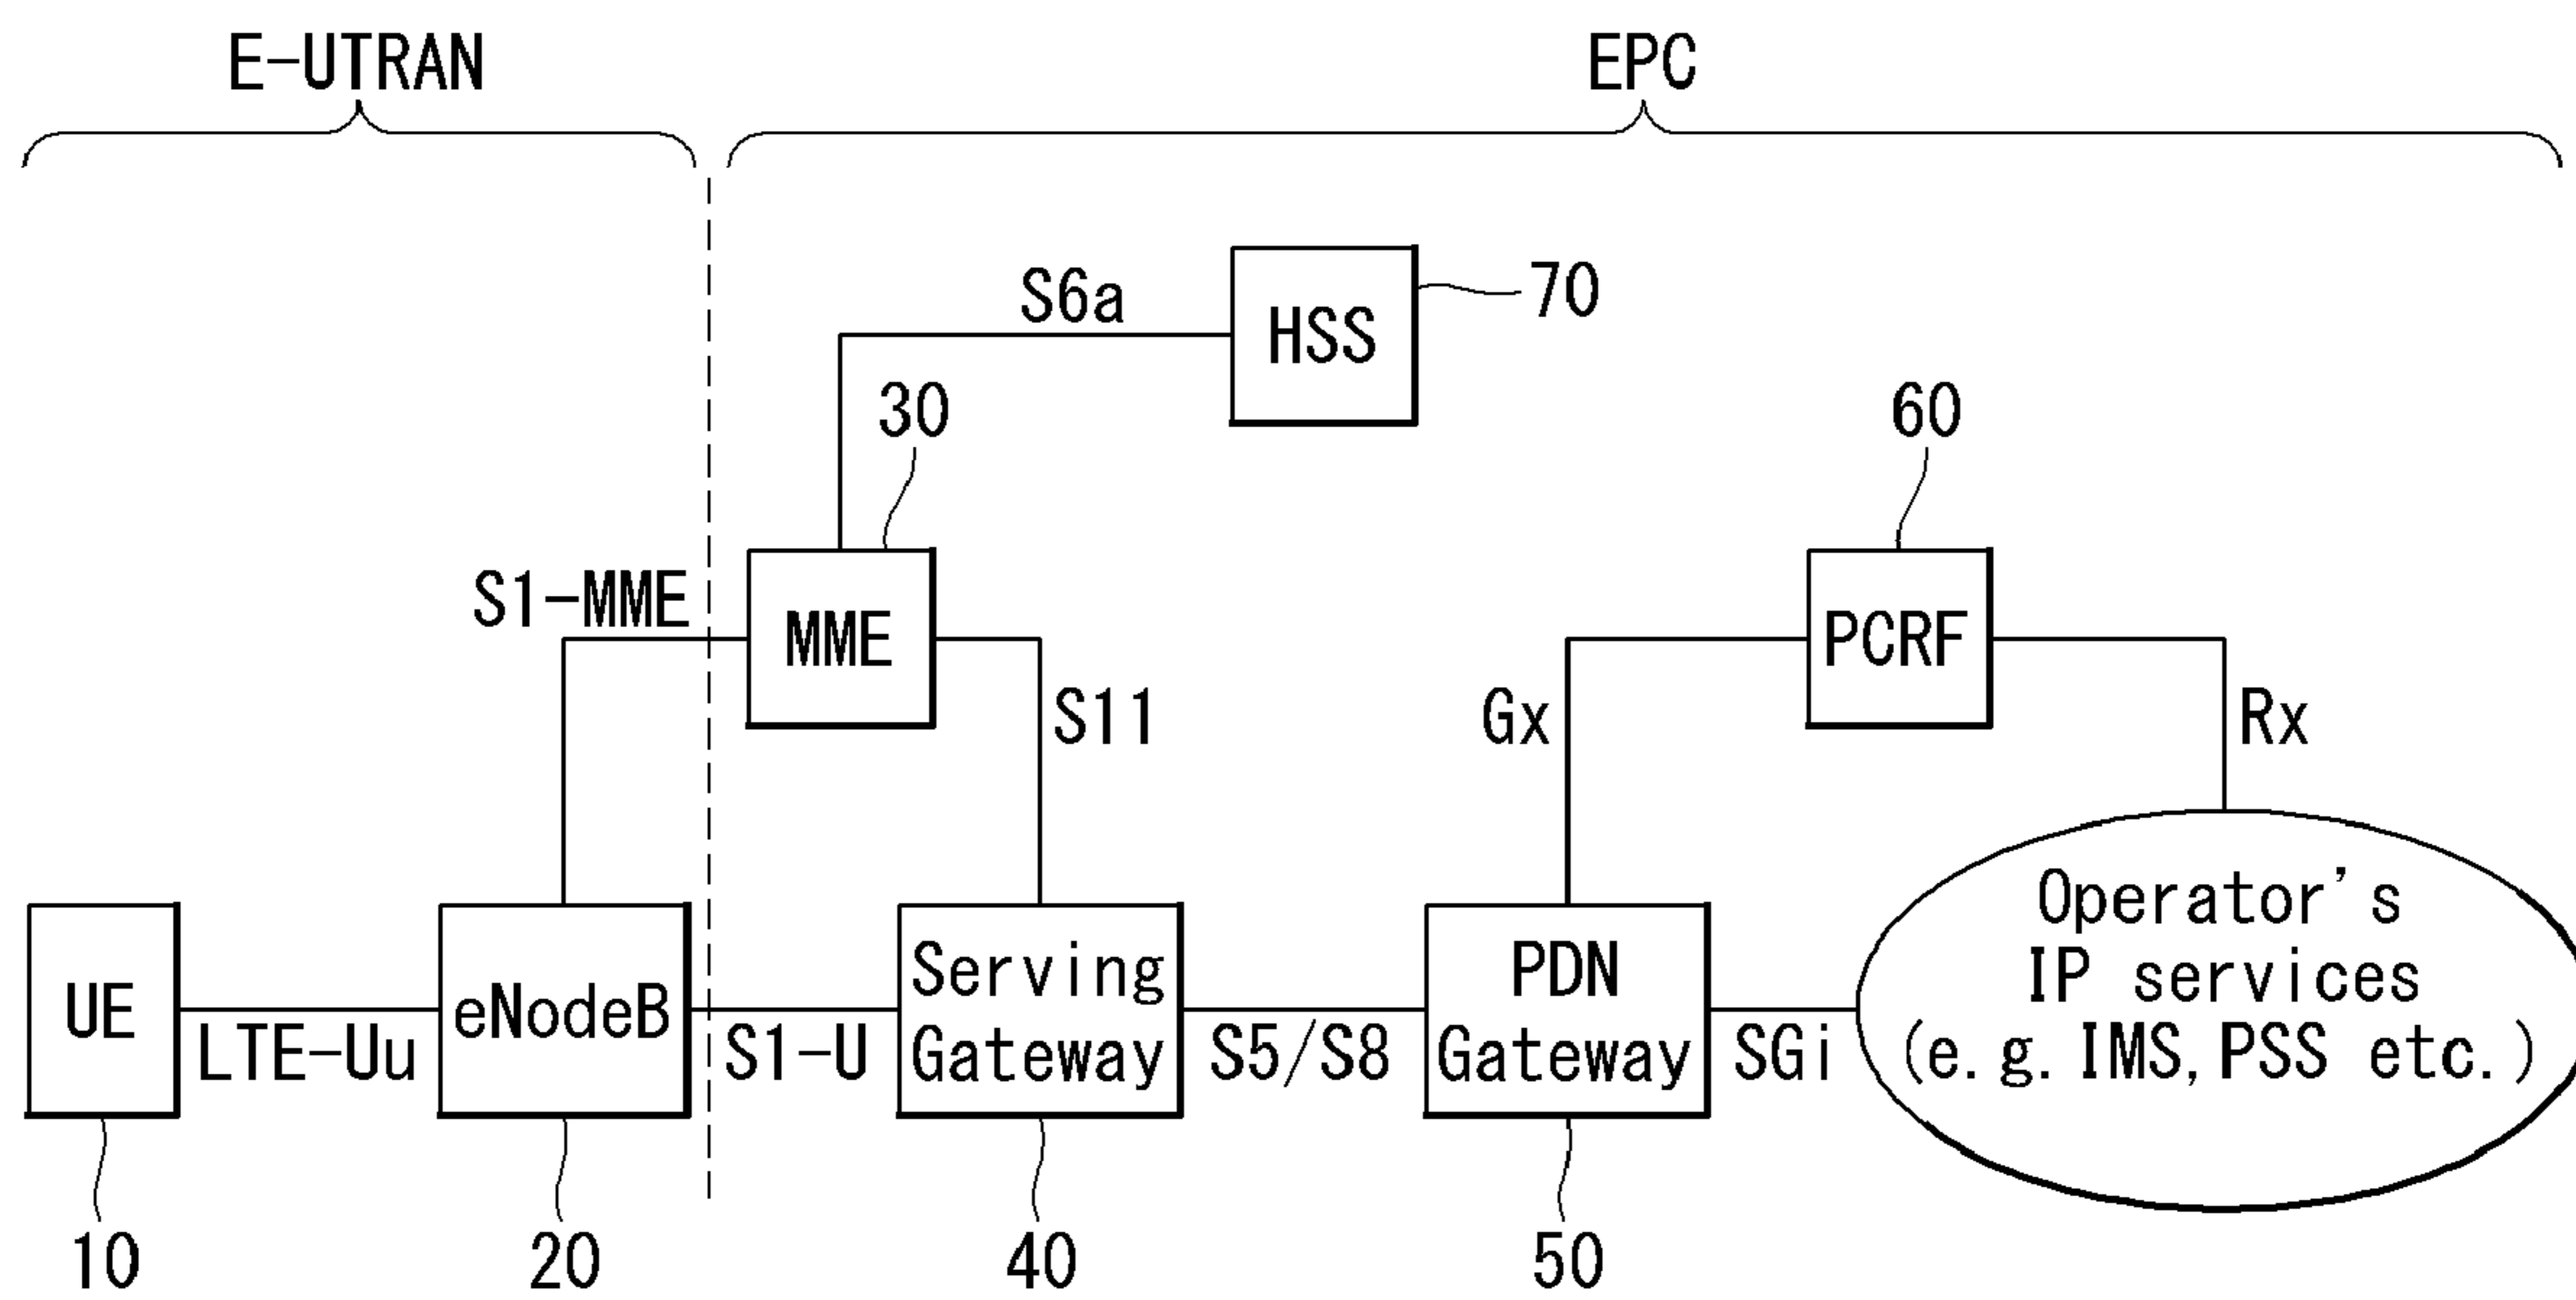 E-UTRAN
EPC
S6a
HSS
70
30
60
S1-MME
MME
PCRF
S11
Gx
Rx
UE
LTE-Uu
eNodeB
S1-U
Serving
Gateway
S5/S8
PDN
Gateway
SGi
Operator's
IP services
(e.g. IMS, PSS etc.)
10
20
40
50